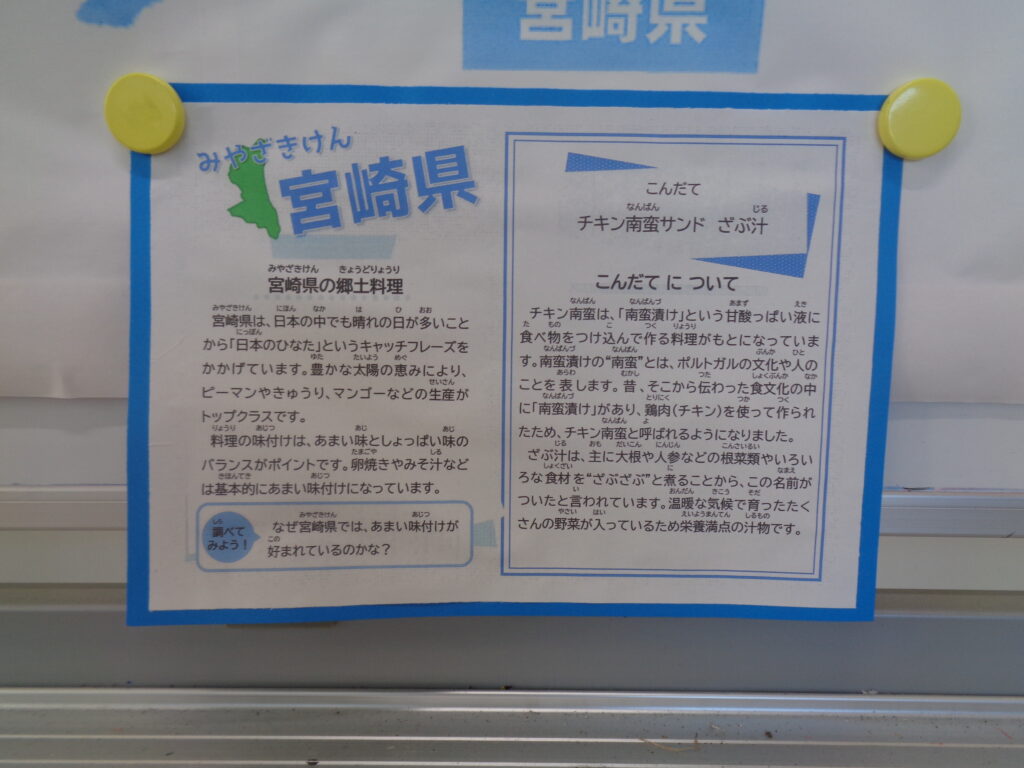 宮崎県
みやざきけん
宮崎県
宮崎県の郷土料理
宮崎県は、日本の中でも晴れの日が多いこと
から「日本のひなた」というキャッチフレーズを
かかげています。豊かな太陽の恵みにより、
ピーマンやきゅうり、マンゴーなどの生産が
トップクラスです。
料理の味付けは、あまい味としょっぱい味の
バランスがポイントです。卵焼きやみそ汁など
は基本的にあまい味付けになっています。
調べて
みよう！
なぜ宮崎県では、あまい味付けが
好まれているのかな？
こんだて
チキン南蛮サンド ざぶ汁
こんだて に ついて
チキン南蛮は、「南蛮漬け」という甘酸っぱい液に
食べ物をつけ込んで作る料理がもとになっていま
す。南蛮漬けの“南蛮”とは、ポルトガルの文化や人の
ことを表します。昔、そこから伝わった食文化の中
に「南蛮漬け」があり、鶏肉（チキン）を使って作られ
たため、チキン南蛮と呼ばれるようになりました。
ざぶ汁は、主に大根や人参などの根菜類やいろい
ろな食材を“ざぶざぶ”と煮ることから、この名前が
ついたと言われています。温暖な気候で育ったたく
さんの野菜が入っているため栄養満点の汁物です。